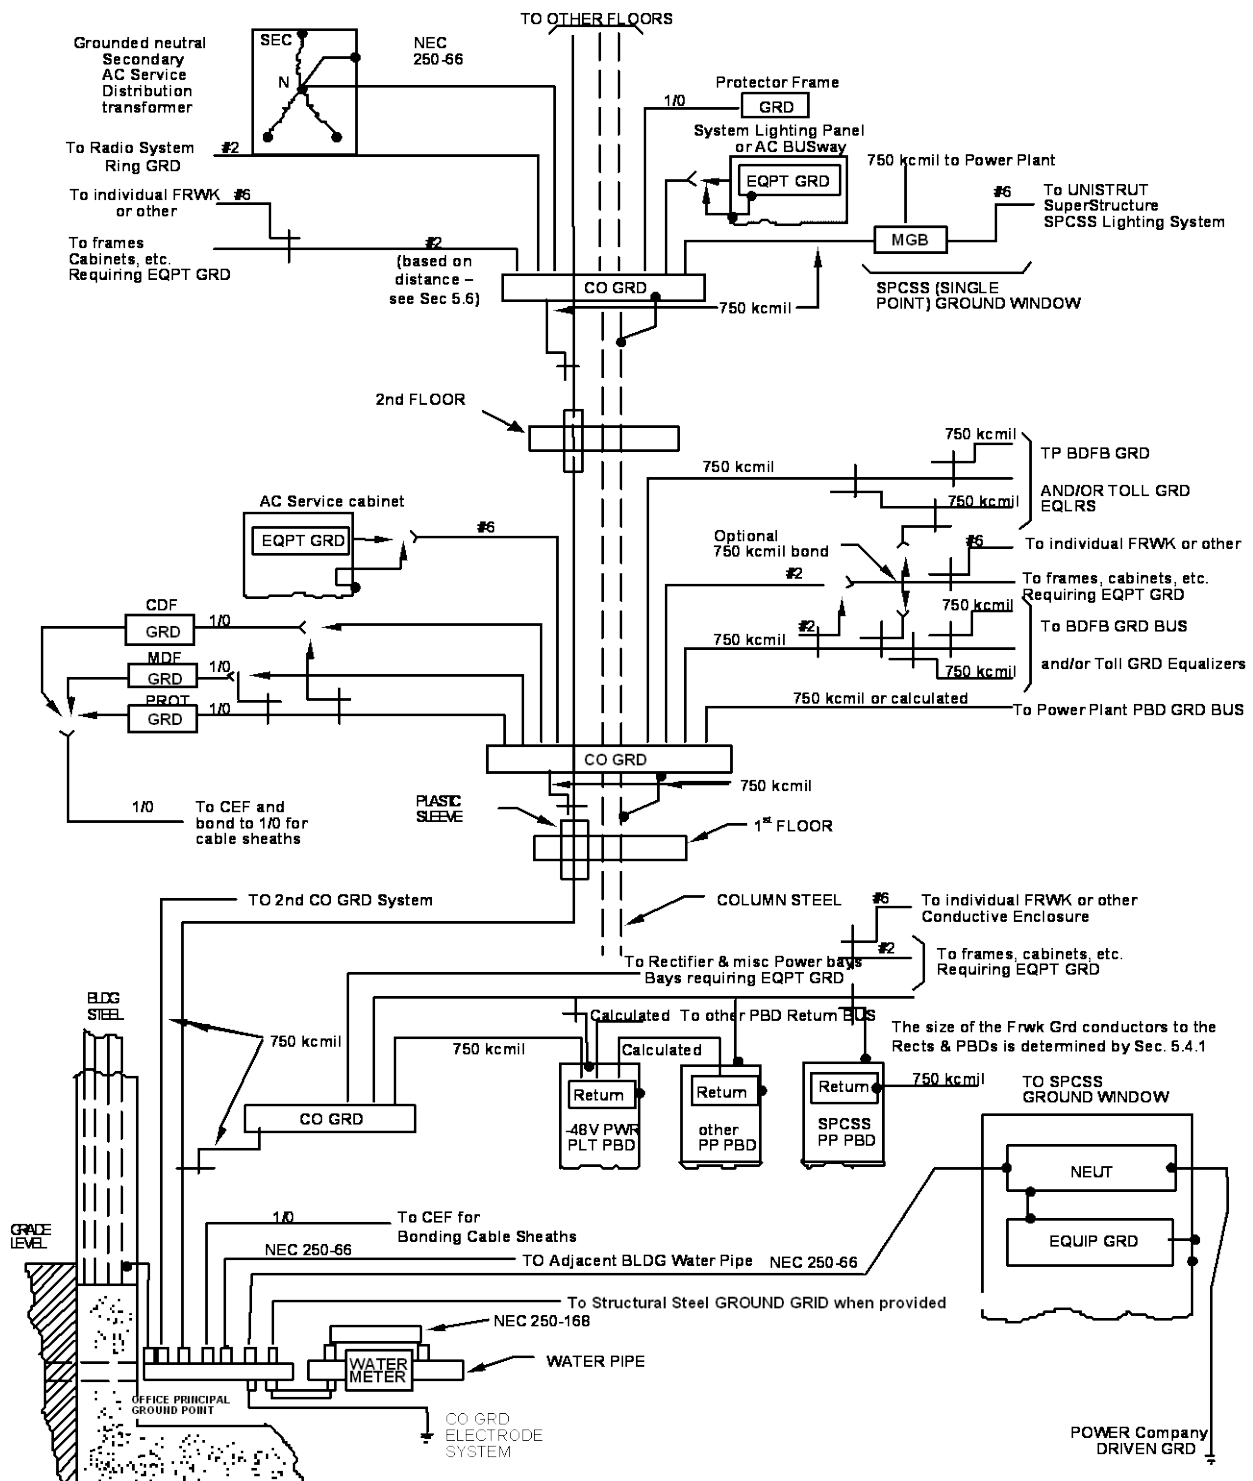 TO OTHER FLOORS
Grounded neutral
Secondary
AC Service
Distribution
transformer
SEC
N
NEC
250-66
Protector Frame
GRD
1/0
System Lighting Panel
or AC BUSway
EQPT GRD
To Radio System
Ring GRD
#2
750 kcmil to Power Plant
To individual FRWK
or other
#6
#6
To UNISTRUT
SuperStructure
SPCSS Lighting System
To frames
Cabinets, etc.
Requiring EQPT GRD
#2
(based on
distance –
see Sec 5.6)
MGB
CO GRD
SPCSS (SINGLE
POINT) GROUND WINDOW
750 kcmil
2nd FLOOR
750 kcmil
TP BDFB GRD
750 kcmil
AND/OR TOLL GRD
EQLRS
750 kcmil
AC Service cabinet
EQPT GRD
#6
Optional
750 kcmil bond
#6
To individual FRWK or other
#2
To frames, cabinets, etc.
Requiring EQPT GRD
750 kcmil
CDF
GRD
1/0
#2
To BDFB GRD BUS
750 kcmil
MDF
GRD
1/0
and/or Toll GRD Equalizers
750 kcmil
PROT
GRD
1/0
750 kcmil or calculated
To Power Plant PBD GRD BUS
CO GRD
750 kcmil
1/0
To CEF and
bond to 1/0 for
cable sheaths
PLASTIC
SLEEVE
1st FLOOR
TO 2nd CO GRD System
COLUMN STEEL
#6
To individual FRWK or other
Conductive Enclosure
#2
To frames, cabinets, etc.
Requiring EQPT GRD
To Rectifier & misc Power bays
Bays requiring EQPT GRD
BLDG
STEEL
Calculated To other PBD Return BUS
The size of the Frwk Grd conductors to the
Rects & PBDs is determined by Sec. 5.4.1
750 kcmil
750 kcmil
Calculated
Return
Return
Return
750 kcmil
TO SPCSS
GROUND WINDOW
CO GRD
-48V PWR
PLT PBD
other
PP PBD
SPCSS
PP PBD
NEUT
GRADE
LEVEL
1/0
To CEF for
Bonding Cable Sheaths
EQUIP GRD
NEC 250-66
TO Adjacent BLDG Water Pipe
NEC 250-66
To Structural Steel GROUND GRID when provided
NEC 250-168
WATER
METER
WATER PIPE
OFFICE PRINCIPAL
GROUND POINT
CO GRD
ELECTRODE
SYSTEM
POWER Company
DRIVEN GRD